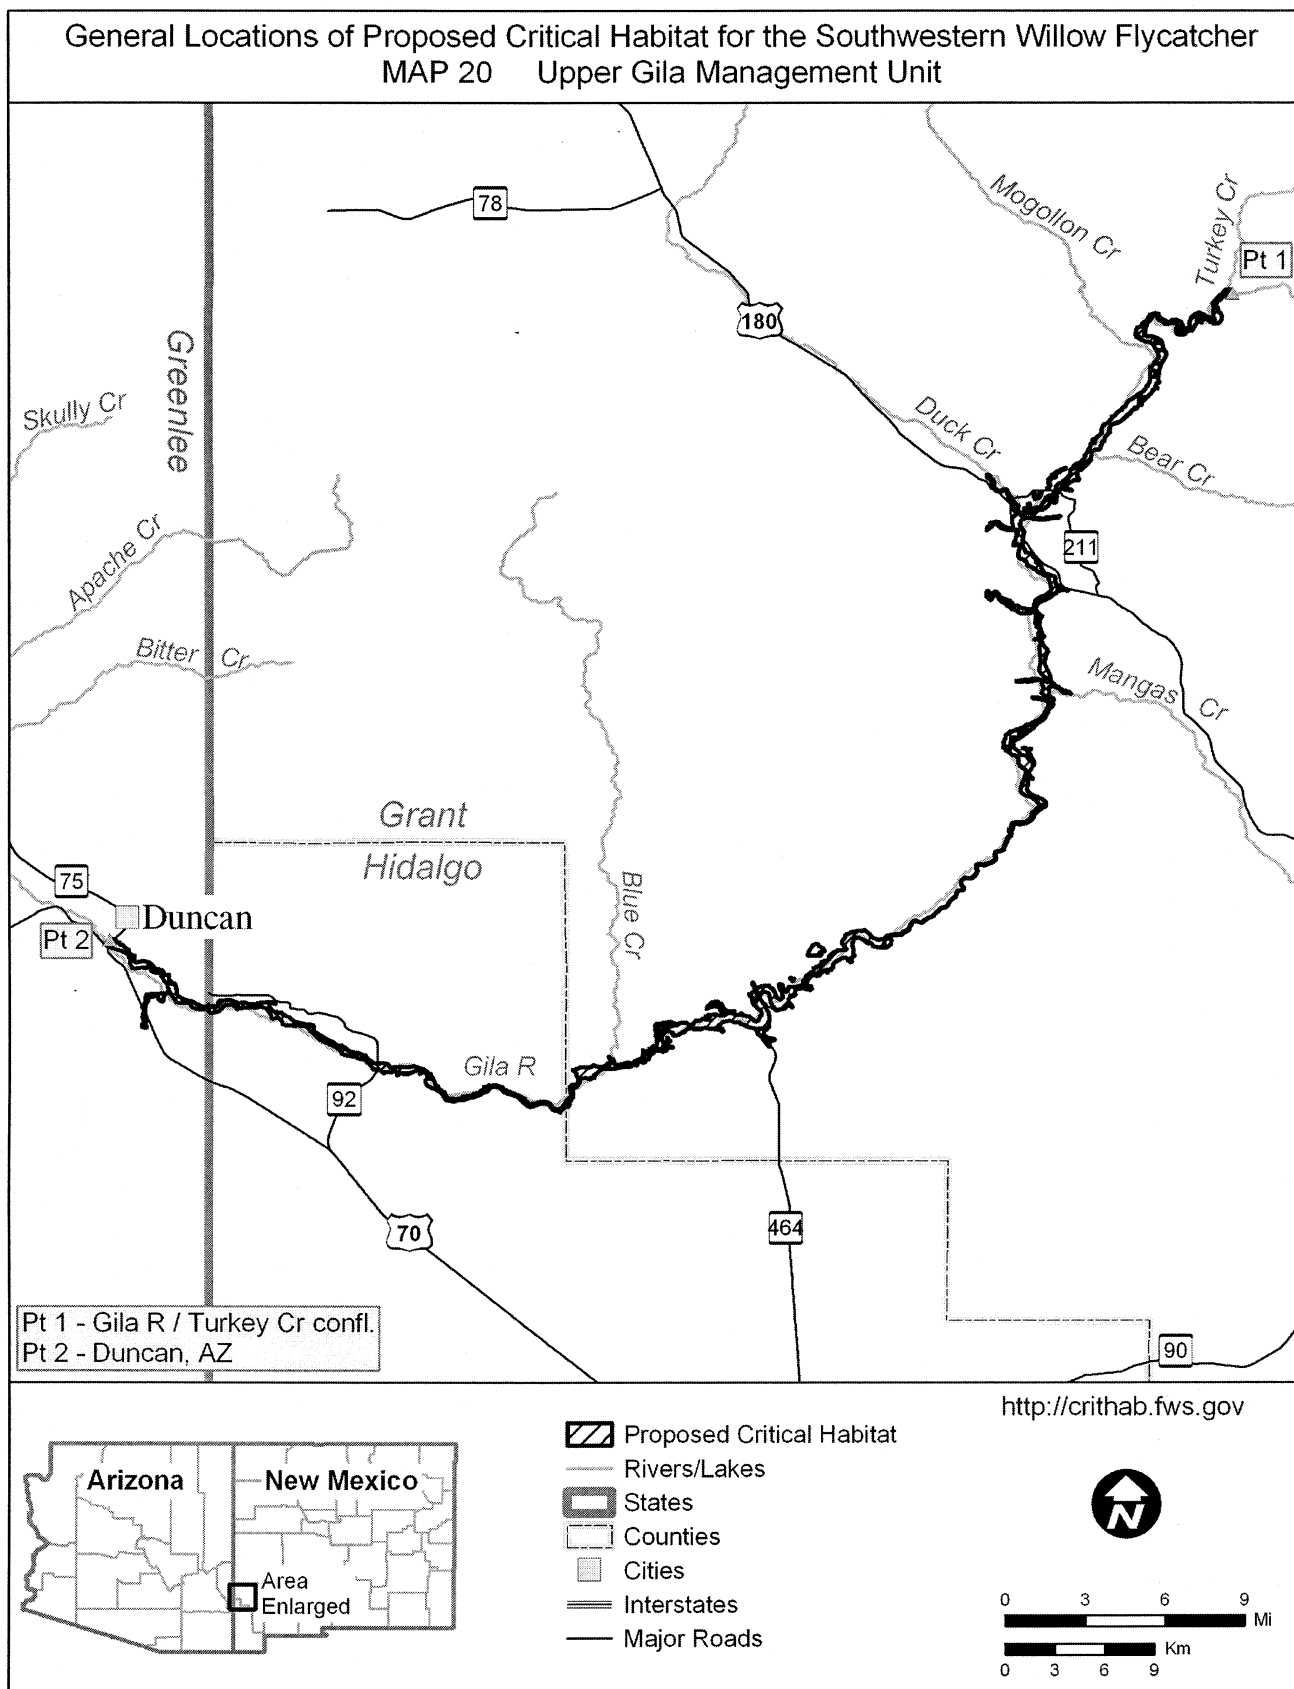 General Locations of Proposed Critical Habitat for the Southwestern Willow Flycatcher
MAP 20 Upper Gila Management Unit
78
Mogollon Cr
Turkey Cr
Pt 1
180
Greenlee
Skully Cr
Duck Cr
Bear Cr
211
Apache Cr
Bitter Cr
Mangas Cr
Grant
Hidalgo
75
Duncan
Pt 2
Blue Cr
Gila R
92
70
464
90
Pt 1 - Gila R / Turkey Cr confl.
Pt 2 - Duncan, AZ
Arizona
New Mexico
Area
Enlarged
Proposed Critical Habitat
Rivers/Lakes
States
Counties
Cities
Interstates
Major Roads
http://crithab.fws.gov
N
0 3 6 9
Mi
Km
0 3 6 9